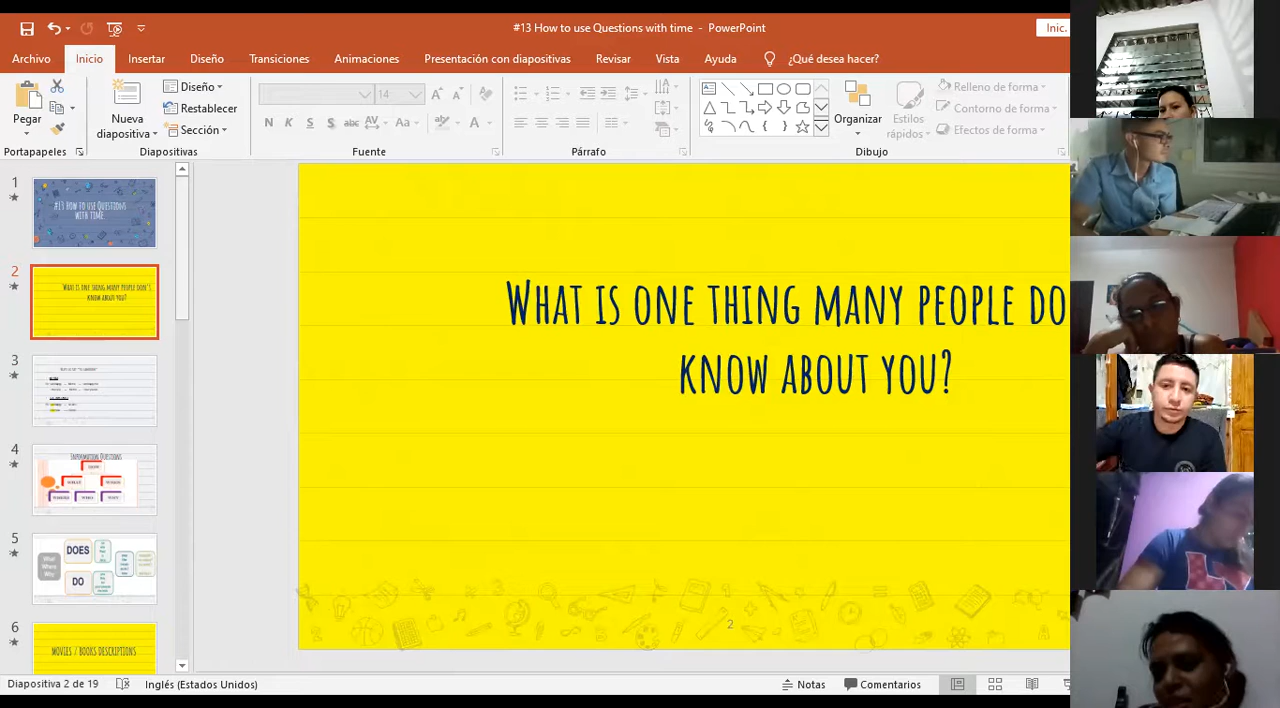 #13 How to use Questions with time - PowerPoint
Inic.
Archivo
Inicio
Insertar
Diseño
Transiciones
Animaciones
Presentación con diapositivas
Revisar
Vista
Ayuda
¿Qué desea hacer?
Pegar
Nueva
diapositiva
Diseño
Restablecer
Sección
14
N K S S abc AV Aa A
Organizar
Estilos
rápidos
Relleno de forma
Contorno de forma
Efectos de forma
Portapapeles
Diapositivas
Fuente
Párrafo
Dibujo
1
#13 How to use Questions
with time
2
What is one thing many people don't
know about you?
3
4
Information Questions
5
What
Where
Why
DOES
DO
6
Movies / Books Descriptions
What is one thing many people do
know about you?
2
Diapositiva 2 de 19
Inglés (Estados Unidos)
Notas
Comentarios